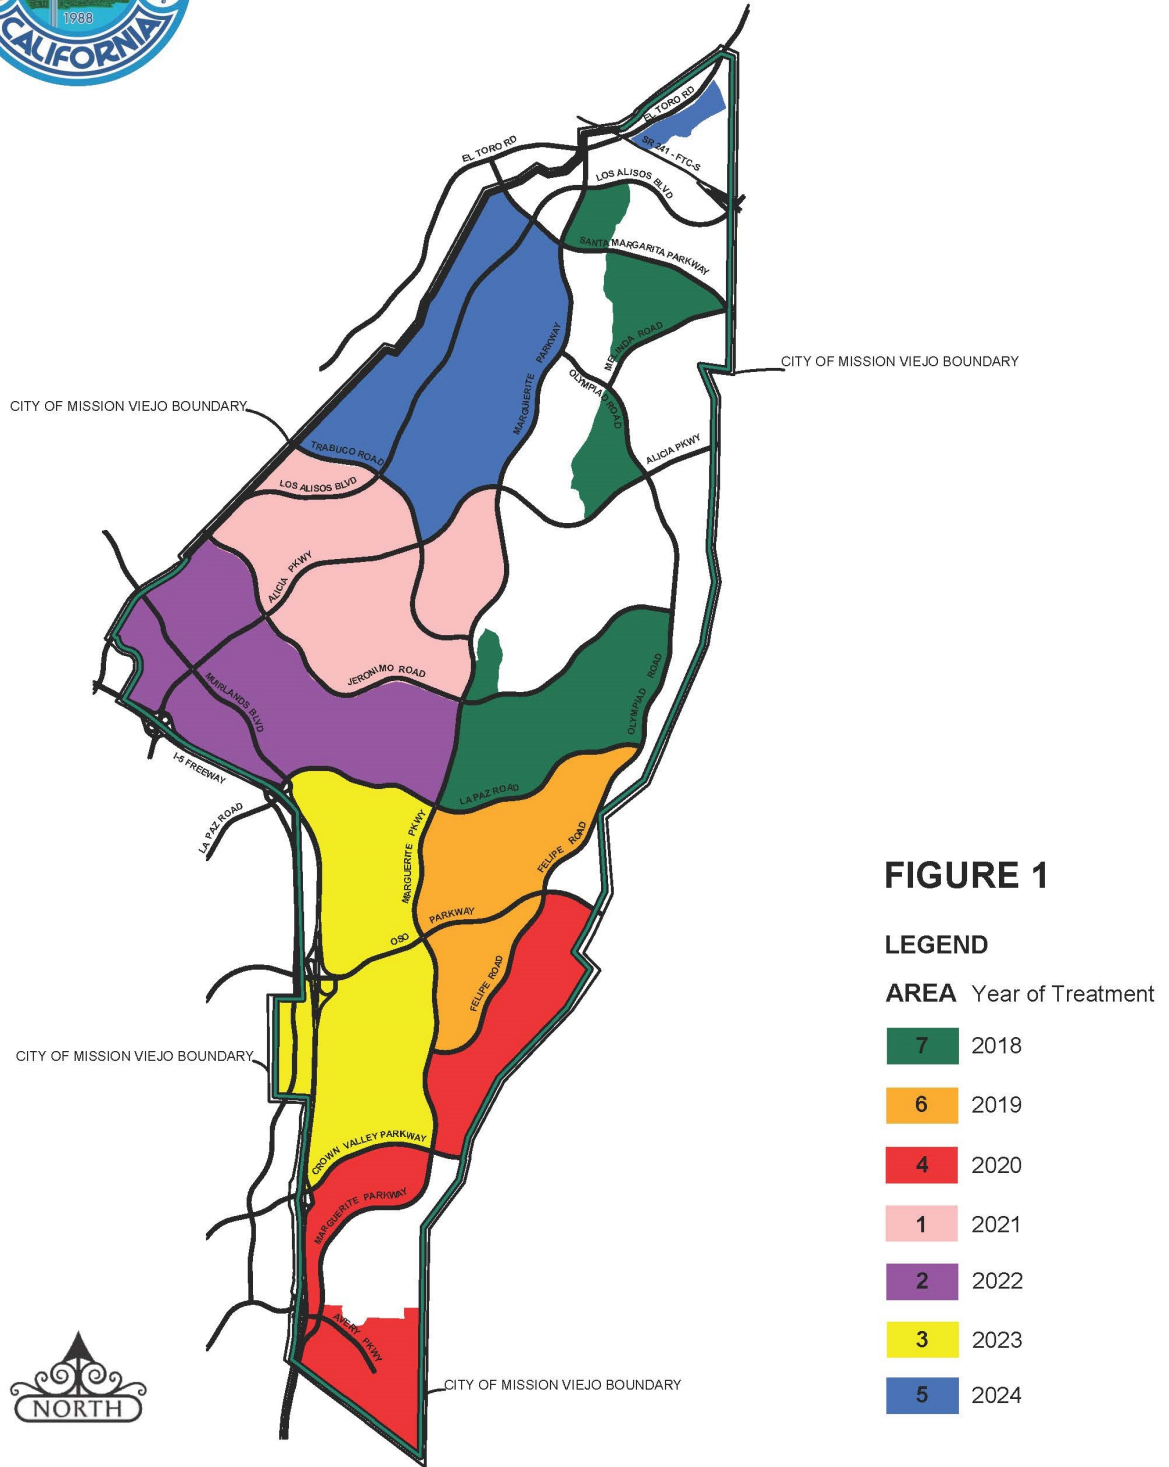 1988
CALIFORNIA
EL TORO RD
EL TORO RD
SR 241 - FTC-S
LOS ALISOS BLVD
SANTA MARGARITA PARKWAY
MELINDA ROAD
MARGUERITE PARKWAY
OLYMPIAD ROAD
CITY OF MISSION VIEJO BOUNDARY
CITY OF MISSION VIEJO BOUNDARY
TRABUCO ROAD
ALICIA PKWY
LOS ALISOS BLVD
ALICIA PKWY
JERONIMO ROAD
OLYMPIAD ROAD
MUIRLANDS BLVD
I-5 FREEWAY
LA PAZ ROAD
LA PAZ ROAD
MARGUERITE PKWY
FELIPE ROAD
OSO PARKWAY
FELIPE ROAD
CITY OF MISSION VIEJO BOUNDARY
CROWN VALLEY PARKWAY
MARGUERITE PARKWAY
AVERY PKWY
CITY OF MISSION VIEJO BOUNDARY
NORTH
FIGURE 1
LEGEND
AREA Year of Treatment
7 2018
6 2019
4 2020
1 2021
2 2022
3 2023
5 2024